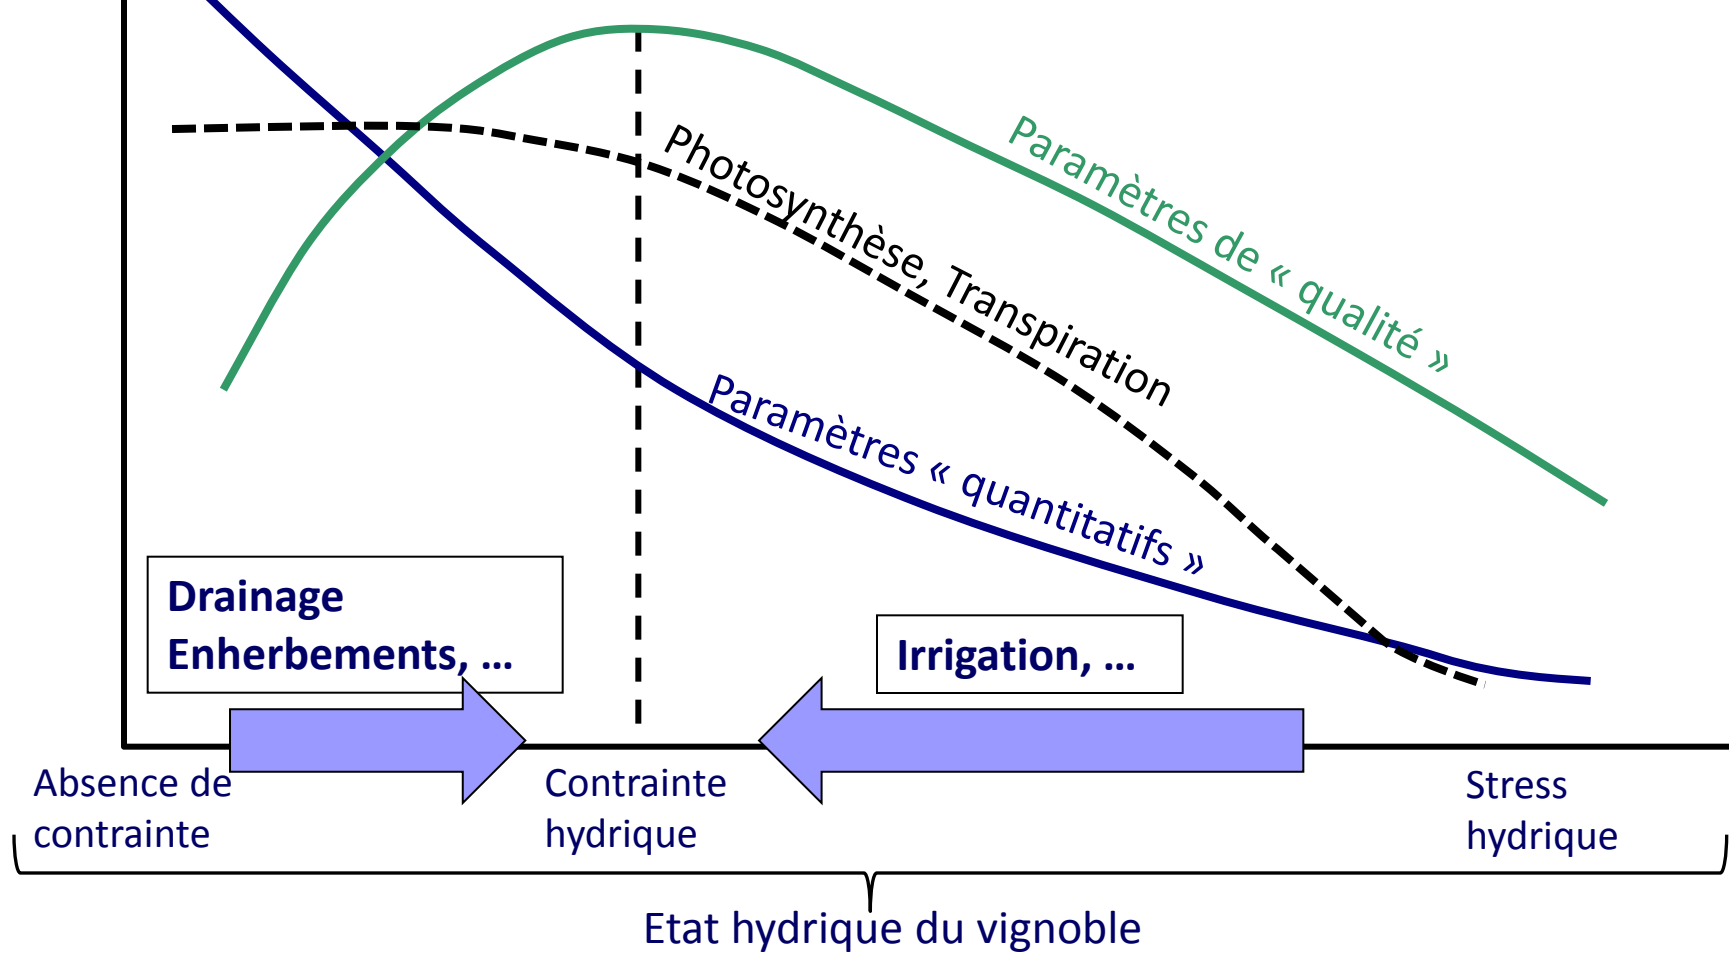 Paramètres de « qualité »
Photosynthèse, Transpiration
Paramètres « quantitatifs »
Drainage
Enherbements, ...
Irrigation, ...
Absence de
contrainte
Contrainte
hydrique
Stress
hydrique
Etat hydrique du vignoble